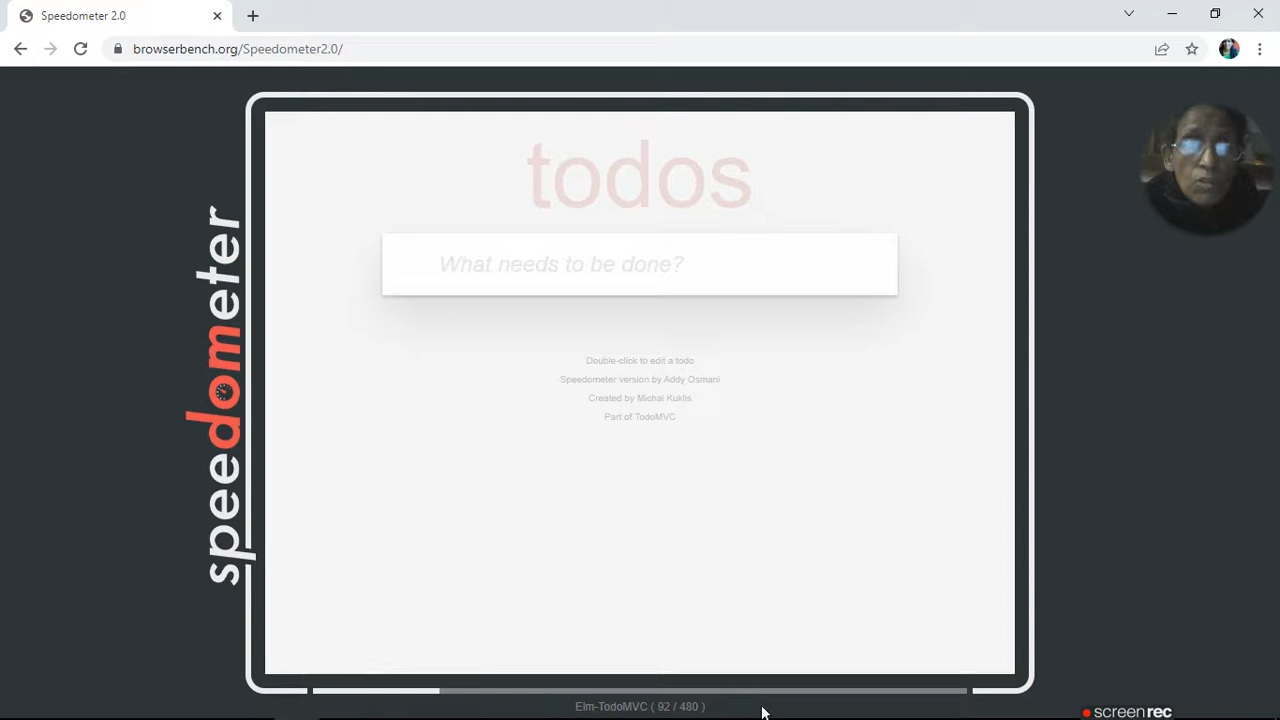 Speedometer 2.0
browserbench.org/Speedometer2.0/
speedometer
todos
What needs to be done?
Double-click to edit a todo
Speedometer version by Addy Osmani
Created by Michal Kuklis.
Part of TodoMVC
Elm-TodoMVC ( 92 / 480 )
screenrec